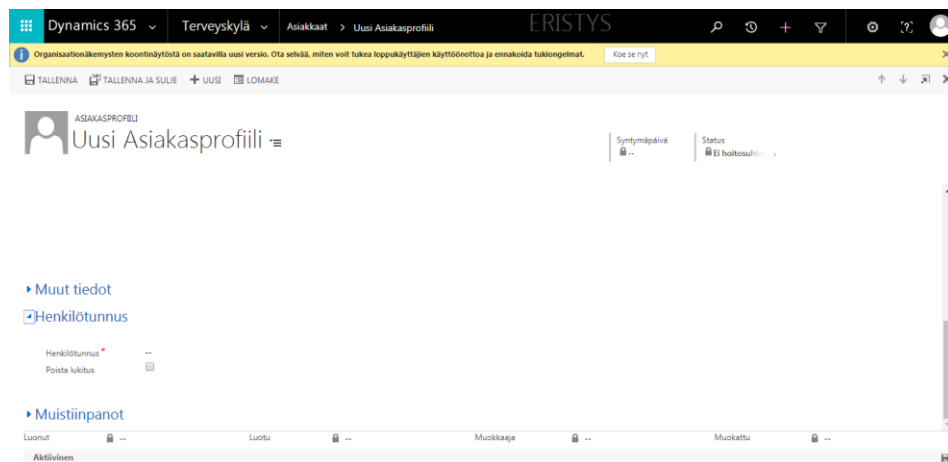 Dynamics 365 Terveyskylä Asiakkaat > Uusi Asiakasprofiili ERISTYS
Organisaationäkemysten koontinäytöstä on saatavilla uusi versio. Ota selvää, miten voit tukea loppukäyttäjien käyttöönottoa ja ennakoida tukiongelmat. Koe se nyt
TALLENNA TALLENNA JA SULJE + UUSI LOMAKE
ASIAKASPROFIILI
Uusi Asiakasprofiili
Syntymäpäivä Status
-- Ei hoitosuhte
Muut tiedot
Henkilötunnus
Henkilötunnus * --
Poista lukitus
Muistiinpanot
Luonut -- Luotu -- Muokkaaja -- Muokattu --
Aktiivinen